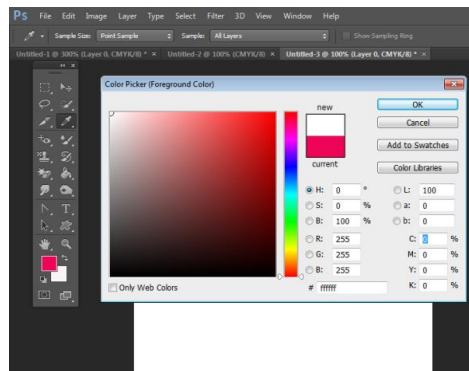 Ps File Edit Image Layer Type Select Filter 3D View Window Help
Sample Size: Point Sample Sample: All Layers Show Sampling Ring
Untitled-1 @ 300% (Layer 0, CMYK/8) * × Untitled-2 @ 100% (CMYK/8) × Untitled-3 @ 100% (Layer 0, CMYK/8) * ×
Color Picker (Foreground Color)
new
OK
Cancel
Add to Swatches
current
Color Libraries
H: 0 ° L: 100
S: 0 % a: 0
B: 100 % b: 0
R: 255 C: 0 %
G: 255 M: 0 %
B: 255 Y: 0 %
Only Web Colors # ffffff K: 0 %